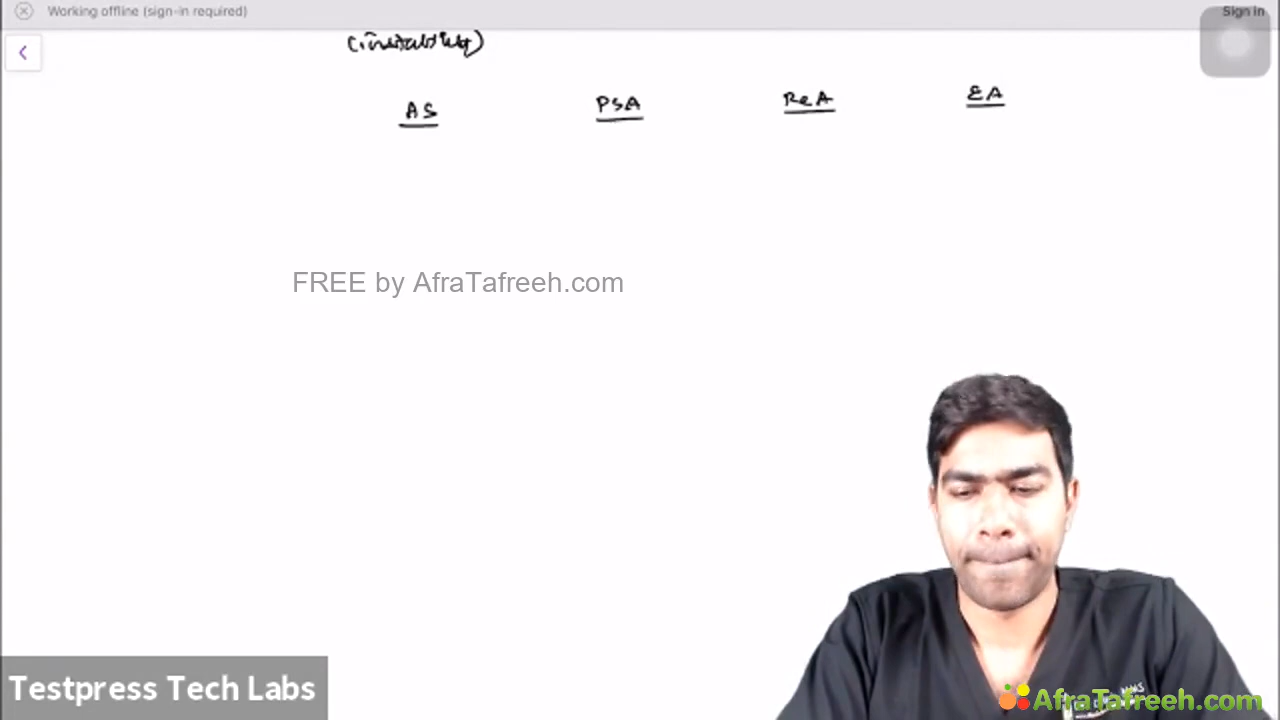 Working offline (sign-in required)
Sign in
(instability)
AS PSA ReA EA
FREE by AfraTafreeh.com
Testpress Tech Labs
AfraTafreeh.com